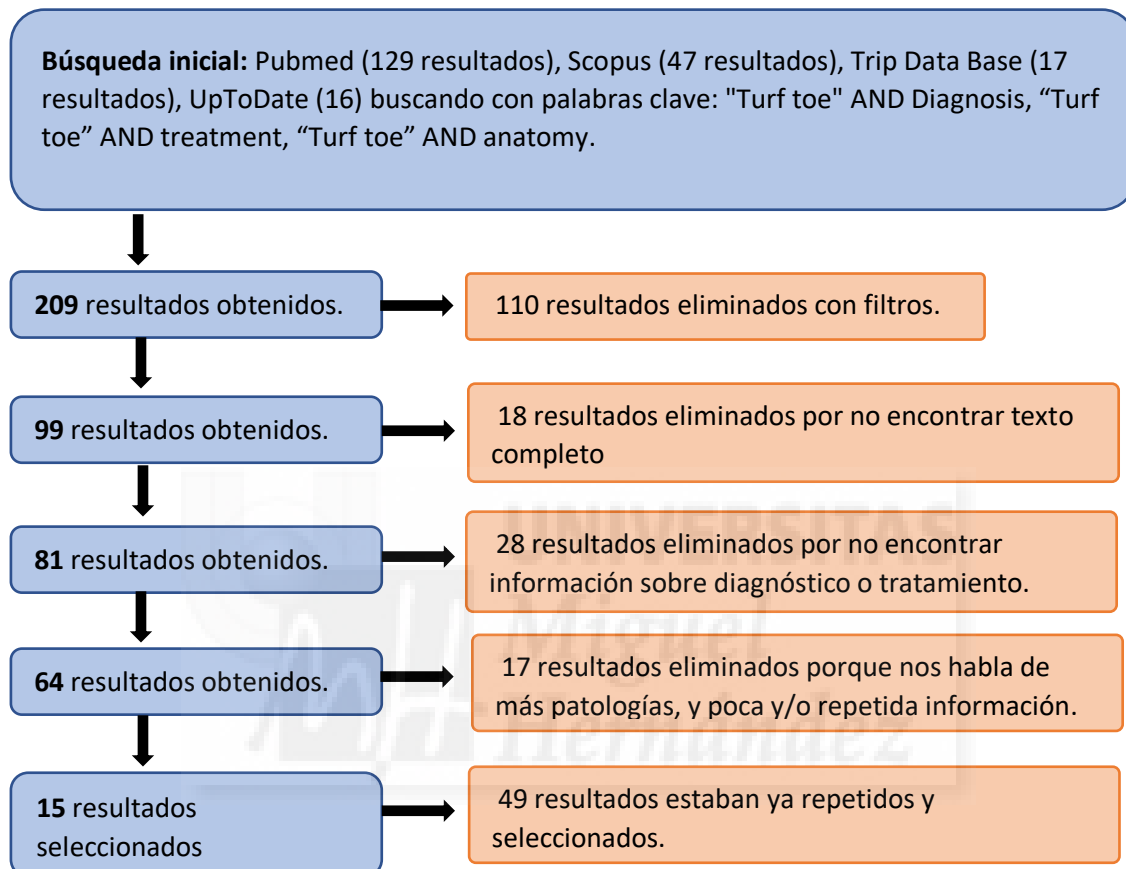 Búsqueda inicial: Pubmed (129 resultados), Scopus (47 resultados), Trip Data Base (17
resultados), UpToDate (16) buscando con palabras clave: "Turf toe" AND Diagnosis, “Turf
toe” AND treatment, “Turf toe” AND anatomy.
209 resultados obtenidos.
110 resultados eliminados con filtros.
99 resultados obtenidos.
18 resultados eliminados por no encontrar texto
completo
81 resultados obtenidos.
28 resultados eliminados por no encontrar
información sobre diagnóstico o tratamiento.
64 resultados obtenidos.
17 resultados eliminados porque nos habla de
más patologías, y poca y/o repetida información.
15 resultados
seleccionados
49 resultados estaban ya repetidos y
seleccionados.
UNIVERSITAS
Miguel
Hernández